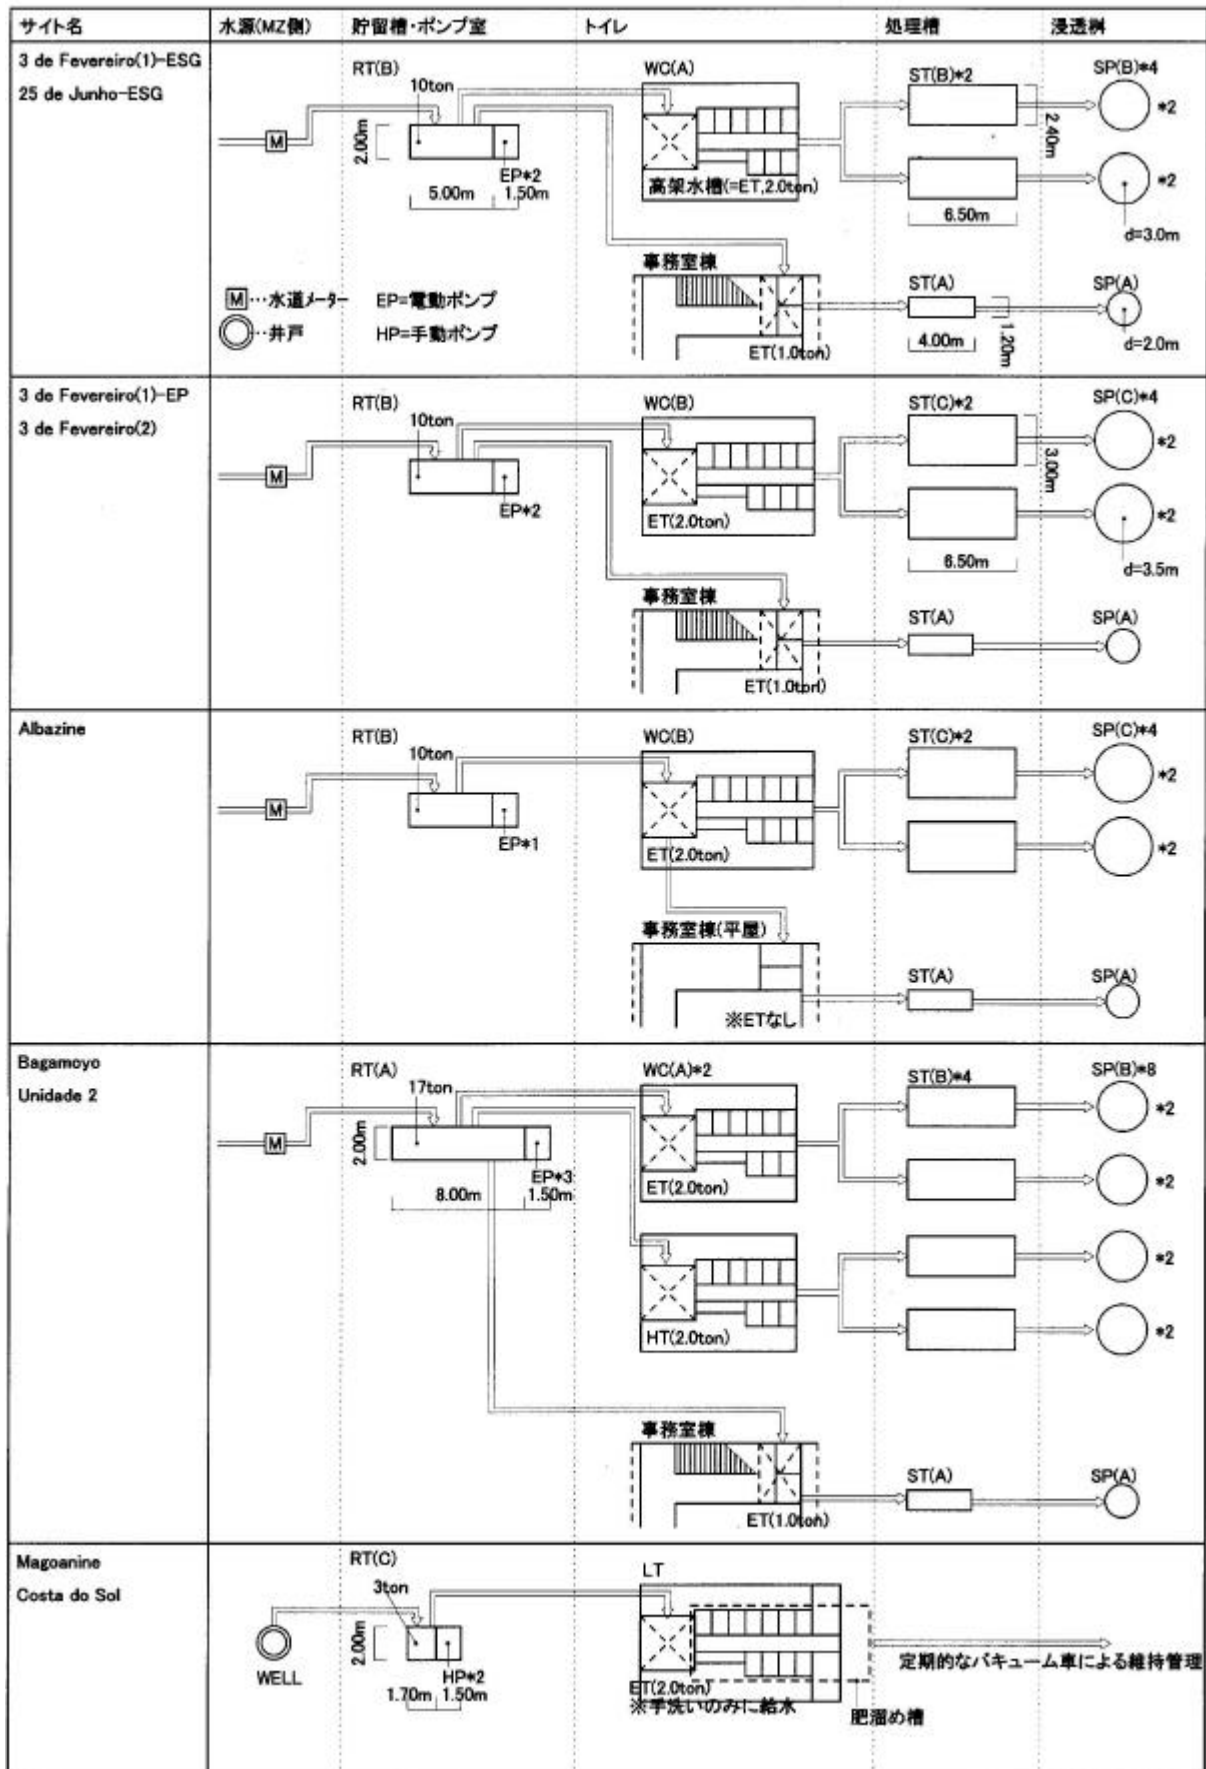 サイト名 水源(MZ側) 貯留槽・ポンプ室 トイレ 処理槽 浸透桝
3 de Fevereiro(1)-ESG
25 de Junho-ESG
RT(B)
10ton
2.00m
EP*2
5.00m 1.50m
WC(A)
高架水槽(=ET,2.0ton)
ST(B)*2
2.40m
6.50m
SP(B)*4
*2
*2
d=3.0m
M
M…水道メーター EP=電動ポンプ
…井戸 HP=手動ポンプ
事務室棟
ET(1.0ton)
ST(A)
4.00m
1.20m
SP(A)
d=2.0m
3 de Fevereiro(1)-EP
3 de Fevereiro(2)
M
RT(B)
10ton
EP*2
WC(B)
ET(2.0ton)
ST(C)*2
3.00m
6.50m
SP(C)*4
*2
*2
d=3.5m
事務室棟
ET(1.0ton)
ST(A)
SP(A)
Albazine
M
RT(B)
10ton
EP*1
WC(B)
ET(2.0ton)
ST(C)*2
SP(C)*4
*2
*2
事務室棟(平屋)
※ETなし
ST(A)
SP(A)
Bagamoyo
Unidade 2
M
RT(A)
17ton
2.00m
EP*3
8.00m 1.50m
WC(A)*2
ET(2.0ton)
HT(2.0ton)
ST(B)*4
SP(B)*8
*2
*2
*2
*2
事務室棟
ET(1.0ton)
ST(A)
SP(A)
Magoanine
Costa do Sol
WELL
RT(C)
3ton
2.00m
HP*2
1.70m 1.50m
LT
ET(2.0ton)
※手洗いのみに給水
肥溜め槽
定期的なバキューム車による維持管理